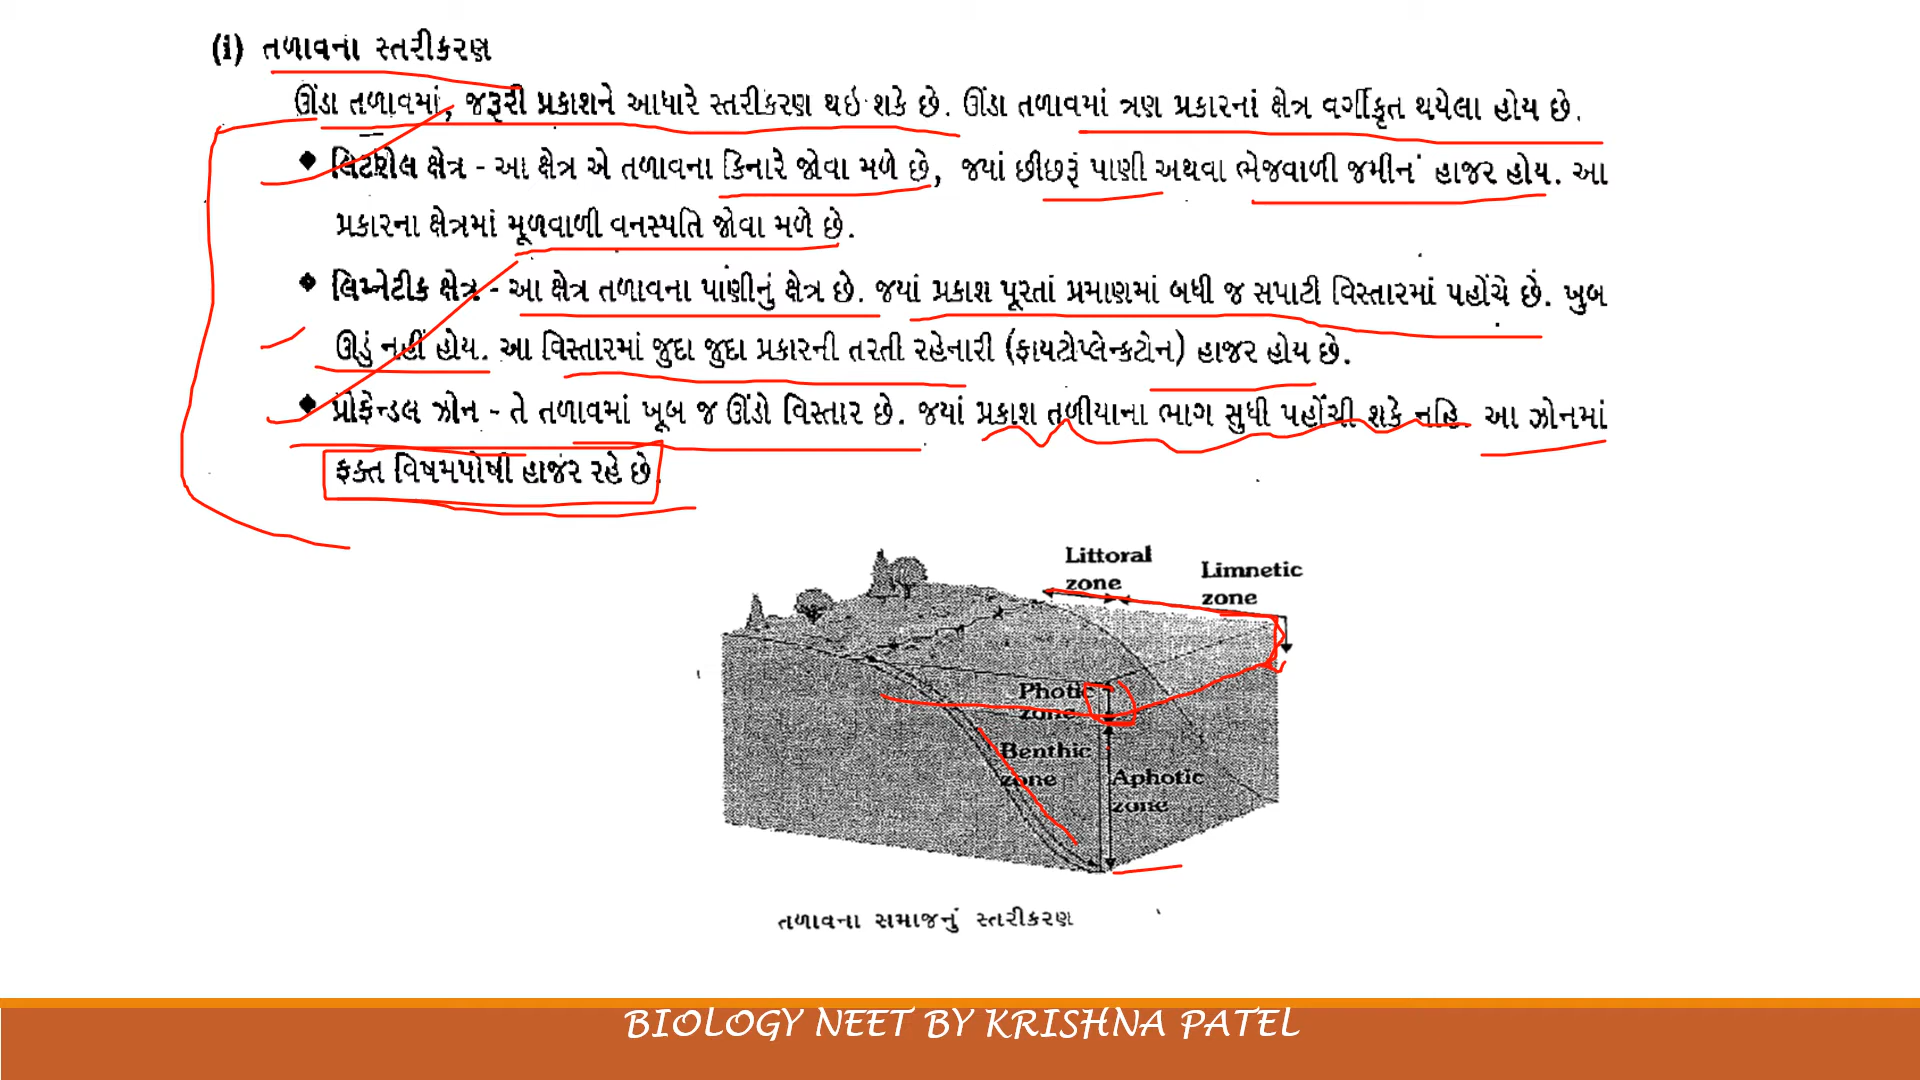 (i) તળાવના સ્તરીકરણ
ઊંડા તળાવમાં, જરૂરી પ્રકાશને આધારે સ્તરીકરણ થઇ શકે છે. ઊંડા તળાવમાં ત્રણ પ્રકારનાં ક્ષેત્ર વર્ગીકૃત થયેલા હોય છે.
♦ લિટોરોલ ક્ષેત્ર - આ ક્ષેત્ર એ તળાવના કિનારે જોવા મળે છે, જયાં છીછરૂં પાણી અથવા ભેજવાળી જમીન હાજર હોય. આ
પ્રકારના ક્ષેત્રમાં મૂળવાળી વનસ્પતિ જોવા મળે છે.
♦ લિમ્નેટીક ક્ષેત્ર - આ ક્ષેત્ર તળાવના પાણીનું ક્ષેત્ર છે. જયાં પ્રકાશ પૂરતાં પ્રમાણમાં બધી જ સપાટી વિસ્તારમાં પહોંચે છે. ખુબ
ઊડું નહીં હોય. આ વિસ્તારમાં જુદા જુદા પ્રકારની તરતી રહેનારી (ફાયટોપ્લેન્કટોન) હાજર હોય છે.
♦ પ્રોફેન્ડલ ઝોન - તે તળાવમાં ખૂબ જ ઊંડો વિસ્તાર છે. જયાં પ્રકાશ તળીયાના ભાગ સુધી પહોંચી શકે નહિ. આ ઝોનમાં
ફક્ત વિષમપોષી હાજર રહે છે.
Littoral
zone
Limnetic
zone
Photic
zone
Benthic
zone
Aphotic
zone
તળાવના સમાજનું સ્તરીકરણ
BIOLOGY NEET BY KRISHNA PATEL